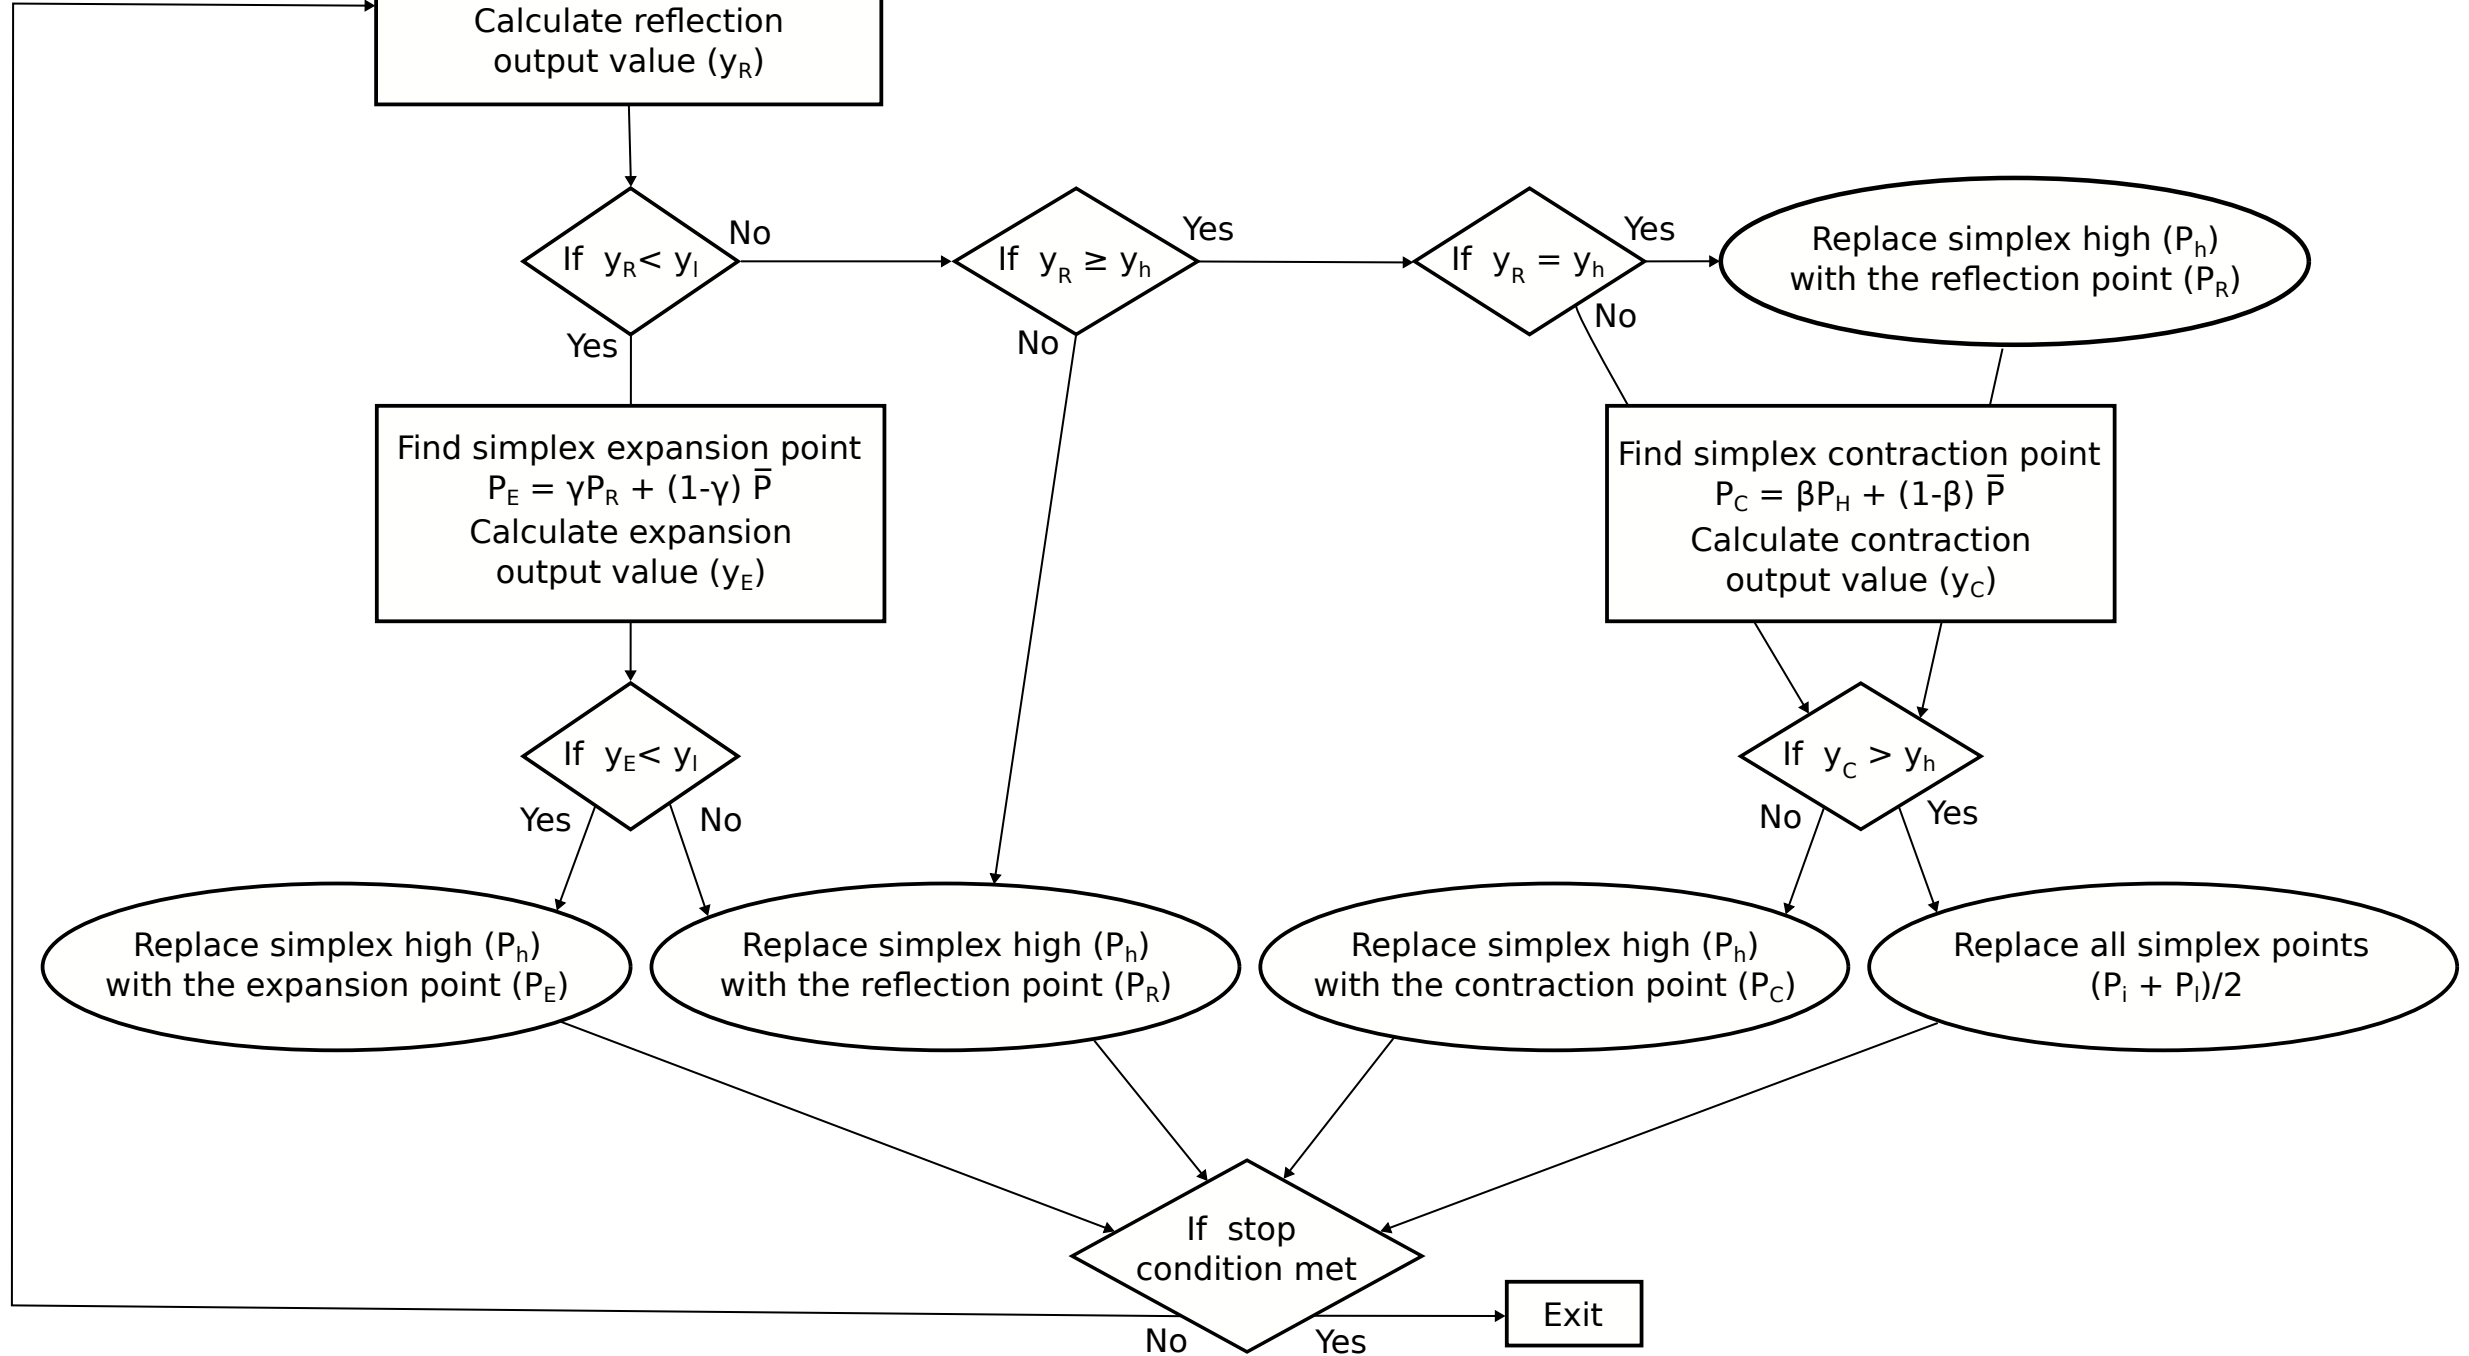 Calculate reflection
output value (yR)
If yR< yl
No
Yes
If yR ≥ yh
Yes
No
If yR = yh
Yes
No
Replace simplex high (Ph)
with the reflection point (PR)
Find simplex expansion point
PE = γPR + (1-γ) P̅
Calculate expansion
output value (yE)
Find simplex contraction point
PC = βPH + (1-β) P̅
Calculate contraction
output value (yC)
If yE< yl
Yes
No
If yC > yh
No
Yes
Replace simplex high (Ph)
with the expansion point (PE)
Replace simplex high (Ph)
with the reflection point (PR)
Replace simplex high (Ph)
with the contraction point (PC)
Replace all simplex points
(Pi + Pl)/2
If stop
condition met
No
Yes
Exit